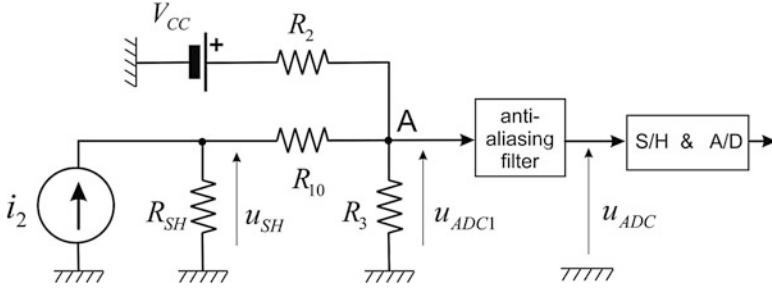 V_CC
+
R_2
A
anti-
aliasing
filter
S/H & A/D
R_10
i_2
R_SH
u_SH
R_3
u_ADC1
u_ADC